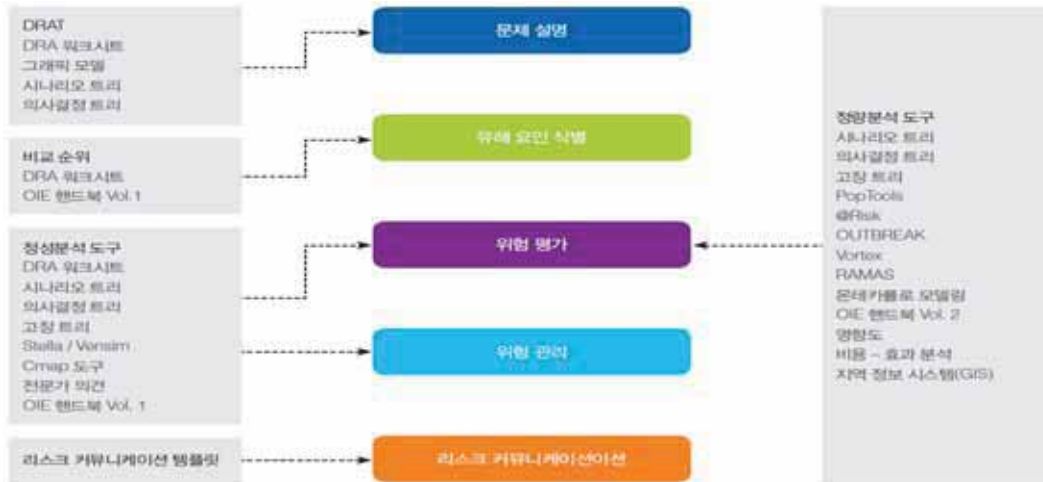 DRAT
DRA 워크시트
그래픽 모델
시나리오 트리
의사결정 트리
문제 설명
비교 순위
DRA 워크시트
OIE 핸드북 Vol.1
유해 요인 식별
정성분석 도구
DRA 워크시트
시나리오 트리
의사결정 트리
고장 트리
Stella / Vensim
Cmap 도구
전문가 의견
OIE 핸드북 Vol. 1
위험 평가
위험 관리
리스크 커뮤니케이션 템플릿
리스크 커뮤니케이션이션
정량분석 도구
시나리오 트리
의사결정 트리
고장 트리
PopTools
@Risk
OUTBREAK
Vortex
RAMAS
몬테카를로 모델링
OIE 핸드북 Vol. 2
영향도
비용 – 효과 분석
지역 정보 시스템(GIS)